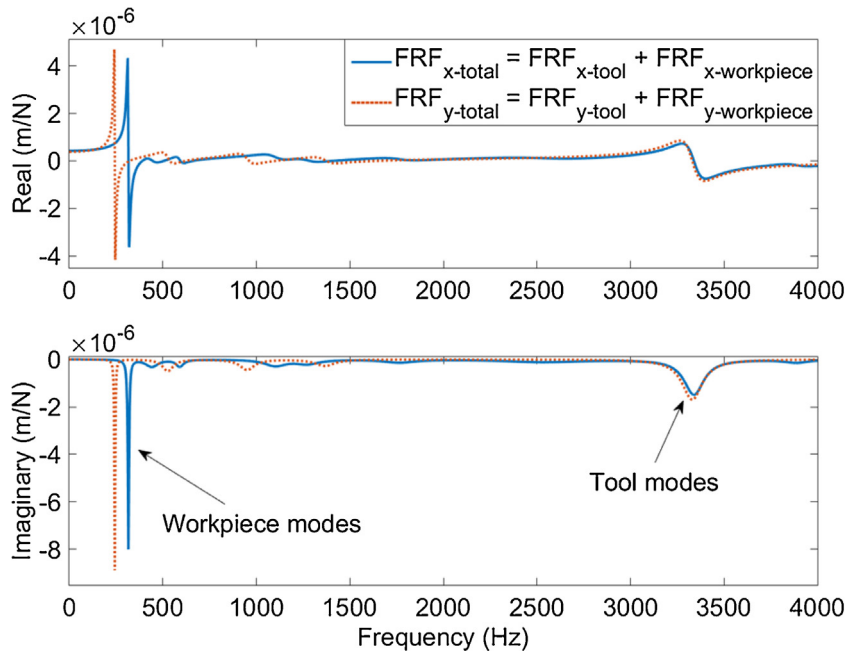 ×10⁻⁶
4
2
0
-2
-4
Real (m/N)
FRFx-total = FRFx-tool + FRFx-workpiece
FRFy-total = FRFy-tool + FRFy-workpiece
0 500 1000 1500 2000 2500 3000 3500 4000
×10⁻⁶
0
-2
-4
-6
-8
Imaginary (m/N)
Tool modes
Workpiece modes
0 500 1000 1500 2000 2500 3000 3500 4000
Frequency (Hz)